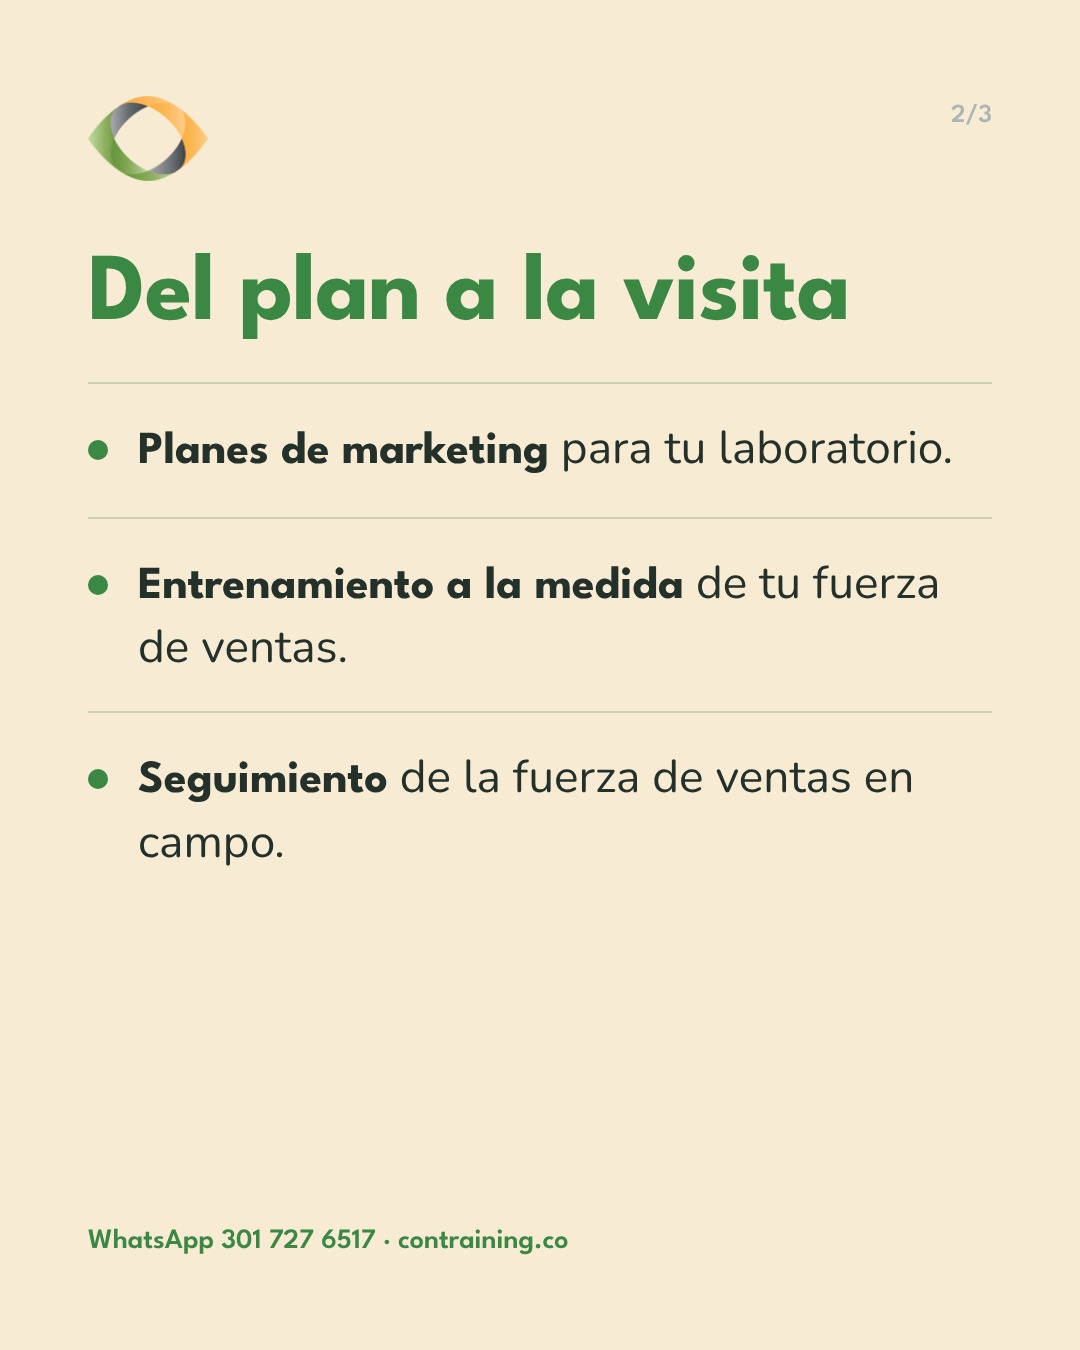 2/3
Del plan a la visita
Planes de marketing para tu laboratorio.
Entrenamiento a la medida de tu fuerza
de ventas.
Seguimiento de la fuerza de ventas en
campo.
WhatsApp 301 727 6517 · contraining.co